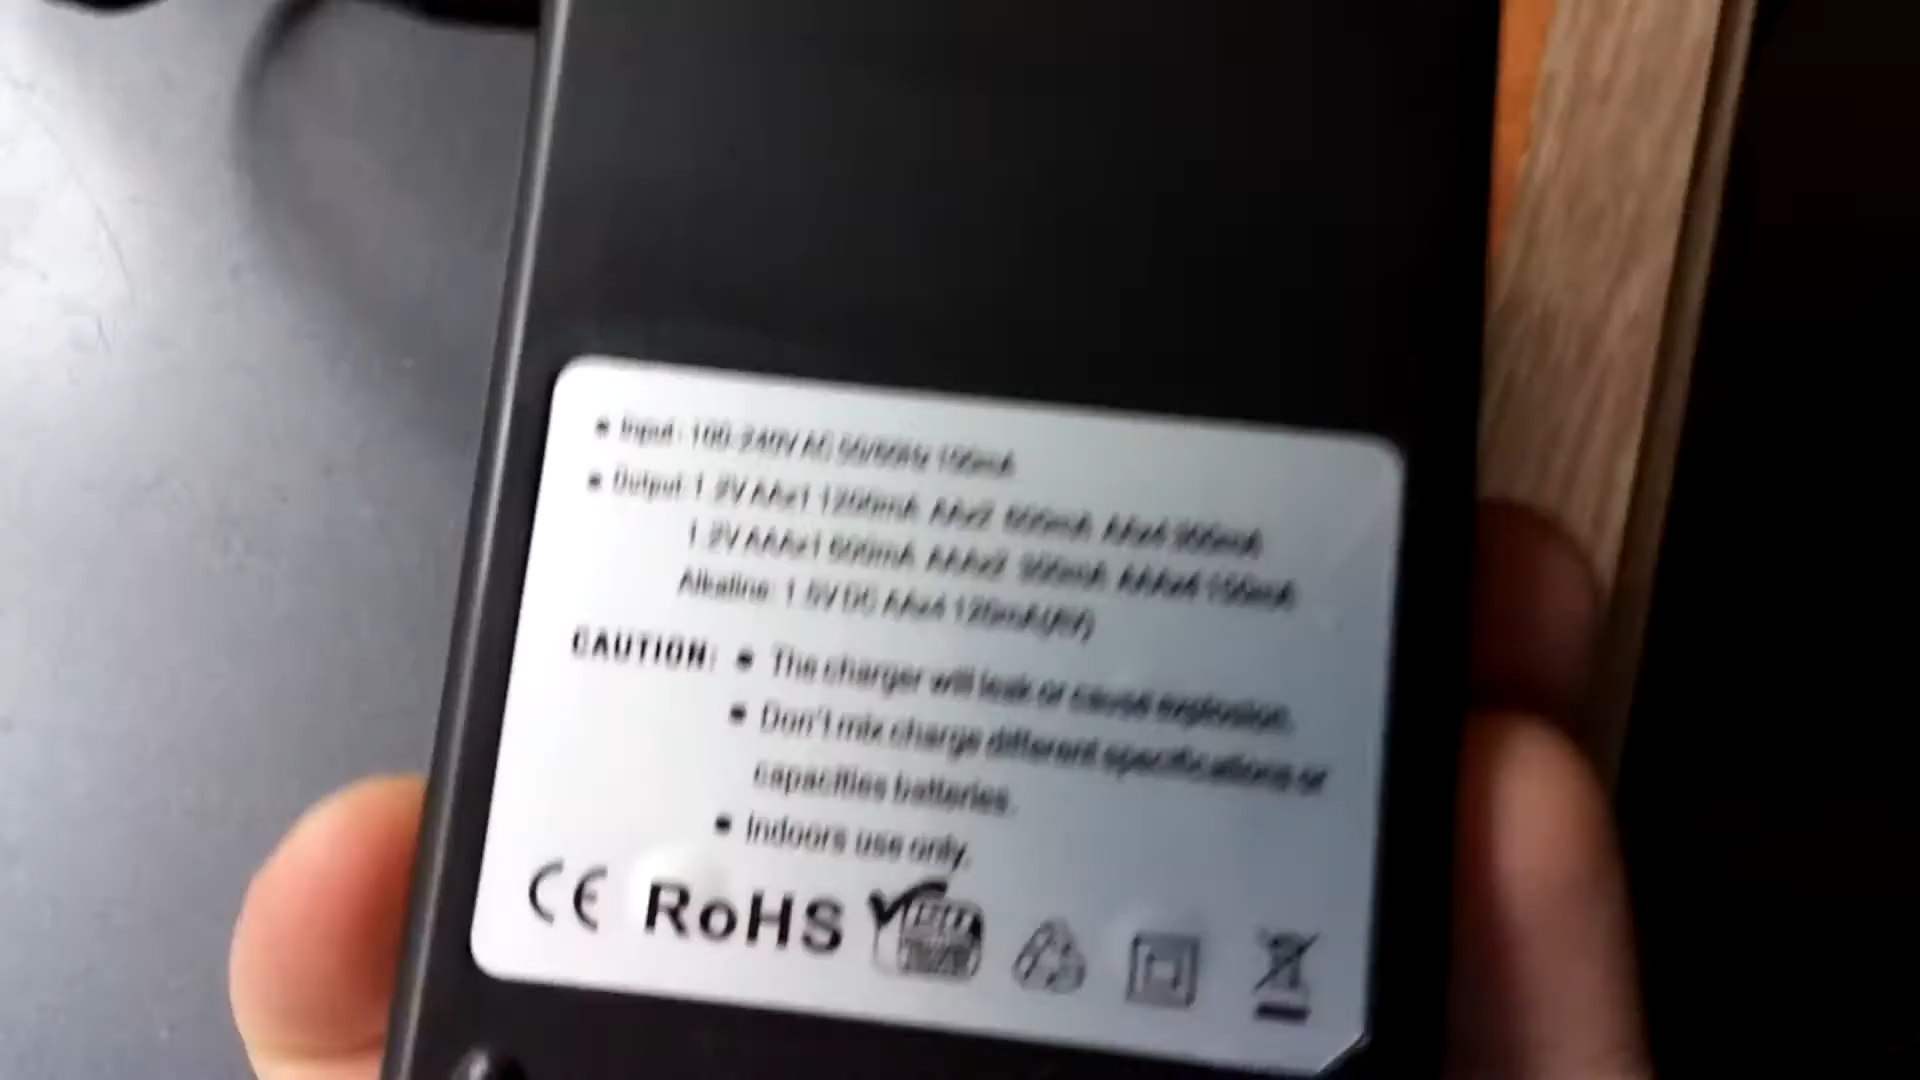 • Input: 100-240V AC 50/60Hz 150mA
• Output: 1.2V AAx1 1200mA AAx2 600mA AAx4 300mA
1.2V AAAx1 600mA AAAx2 300mA AAAx4 150mA
Alkaline: 1.5V DC AAx4 120mA(AV)
CAUTION: • The charger will leak or cause explosion.
• Don't mix charge different specifications or
capacities batteries.
• Indoors use only.
CE RoHS